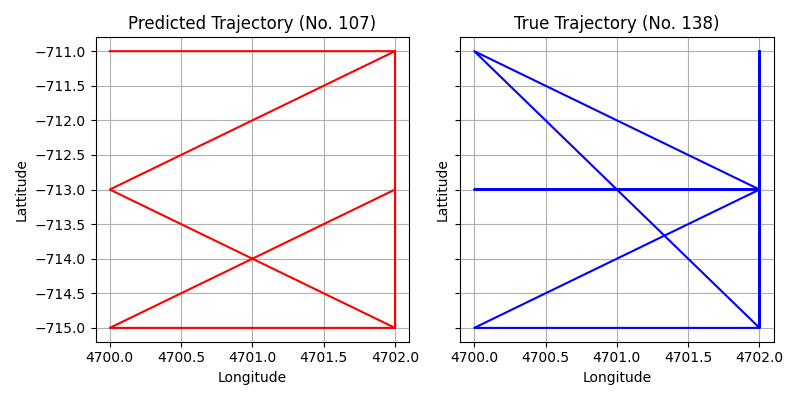 Predicted Trajectory (No. 107)
True Trajectory (No. 138)
−711.0
−711.5
−712.0
−712.5
−713.0
−713.5
−714.0
−714.5
−715.0
Lattitude
Lattitude
4700.0 4700.5 4701.0 4701.5 4702.0
4700.0 4700.5 4701.0 4701.5 4702.0
Longitude
Longitude